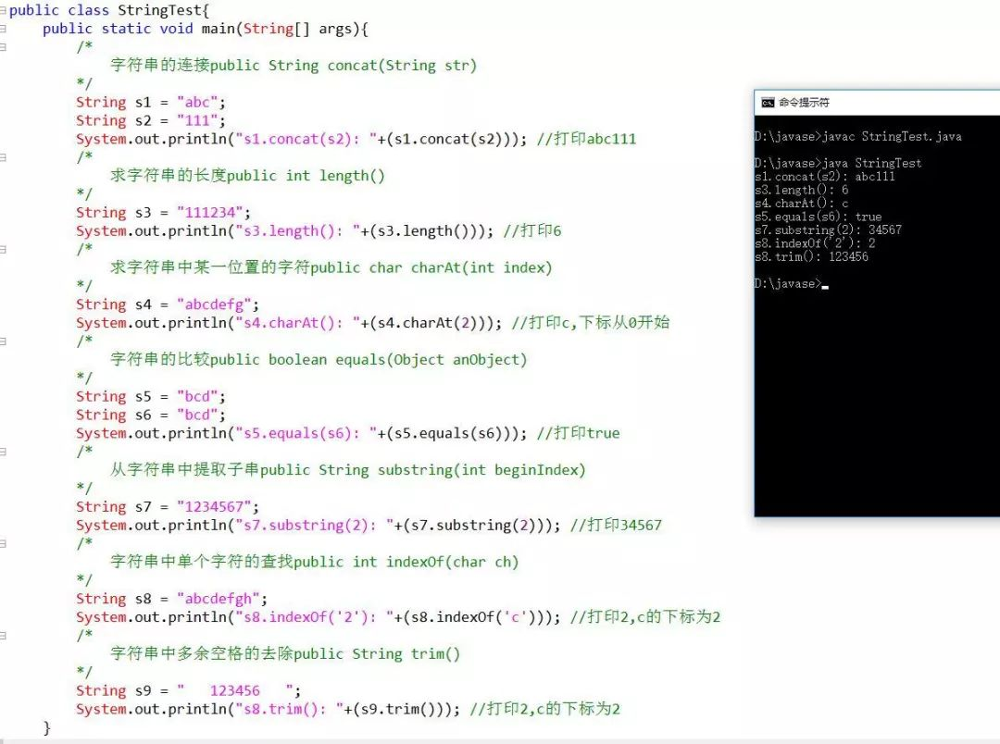 public class StringTest{
    public static void main(String[] args){
        /*
            字符串的连接public String concat(String str)
        */
        String s1 = "abc";
        String s2 = "111";
        System.out.println("s1.concat(s2): "+(s1.concat(s2))); //打印abc111
        /*
            求字符串的长度public int length()
        */
        String s3 = "111234";
        System.out.println("s3.length(): "+(s3.length())); //打印6
        /*
            求字符串中某一位置的字符public char charAt(int index)
        */
        String s4 = "abcdefg";
        System.out.println("s4.charAt(): "+(s4.charAt(2))); //打印c,下标从0开始
        /*
            字符串的比较public boolean equals(Object anObject)
        */
        String s5 = "bcd";
        String s6 = "bcd";
        System.out.println("s5.equals(s6): "+(s5.equals(s6))); //打印true
        /*
            从字符串中提取子串public String substring(int beginIndex)
        */
        String s7 = "1234567";
        System.out.println("s7.substring(2): "+(s7.substring(2))); //打印34567
        /*
            字符串中单个字符的查找public int indexOf(char ch)
        */
        String s8 = "abcdefgh";
        System.out.println("s8.indexOf('2'): "+(s8.indexOf('c'))); //打印2,c的下标为2
        /*
            字符串中多余空格的去除public String trim()
        */
        String s9 = "   123456   ";
        System.out.println("s8.trim(): "+(s9.trim())); //打印2,c的下标为2
    }
命令提示符
D:\javase>javac StringTest.java
D:\javase>java StringTest
s1.concat(s2): abc111
s3.length(): 6
s4.charAt(): c
s5.equals(s6): true
s7.substring(2): 34567
s8.indexOf('2'): 2
s8.trim(): 123456
D:\javase>